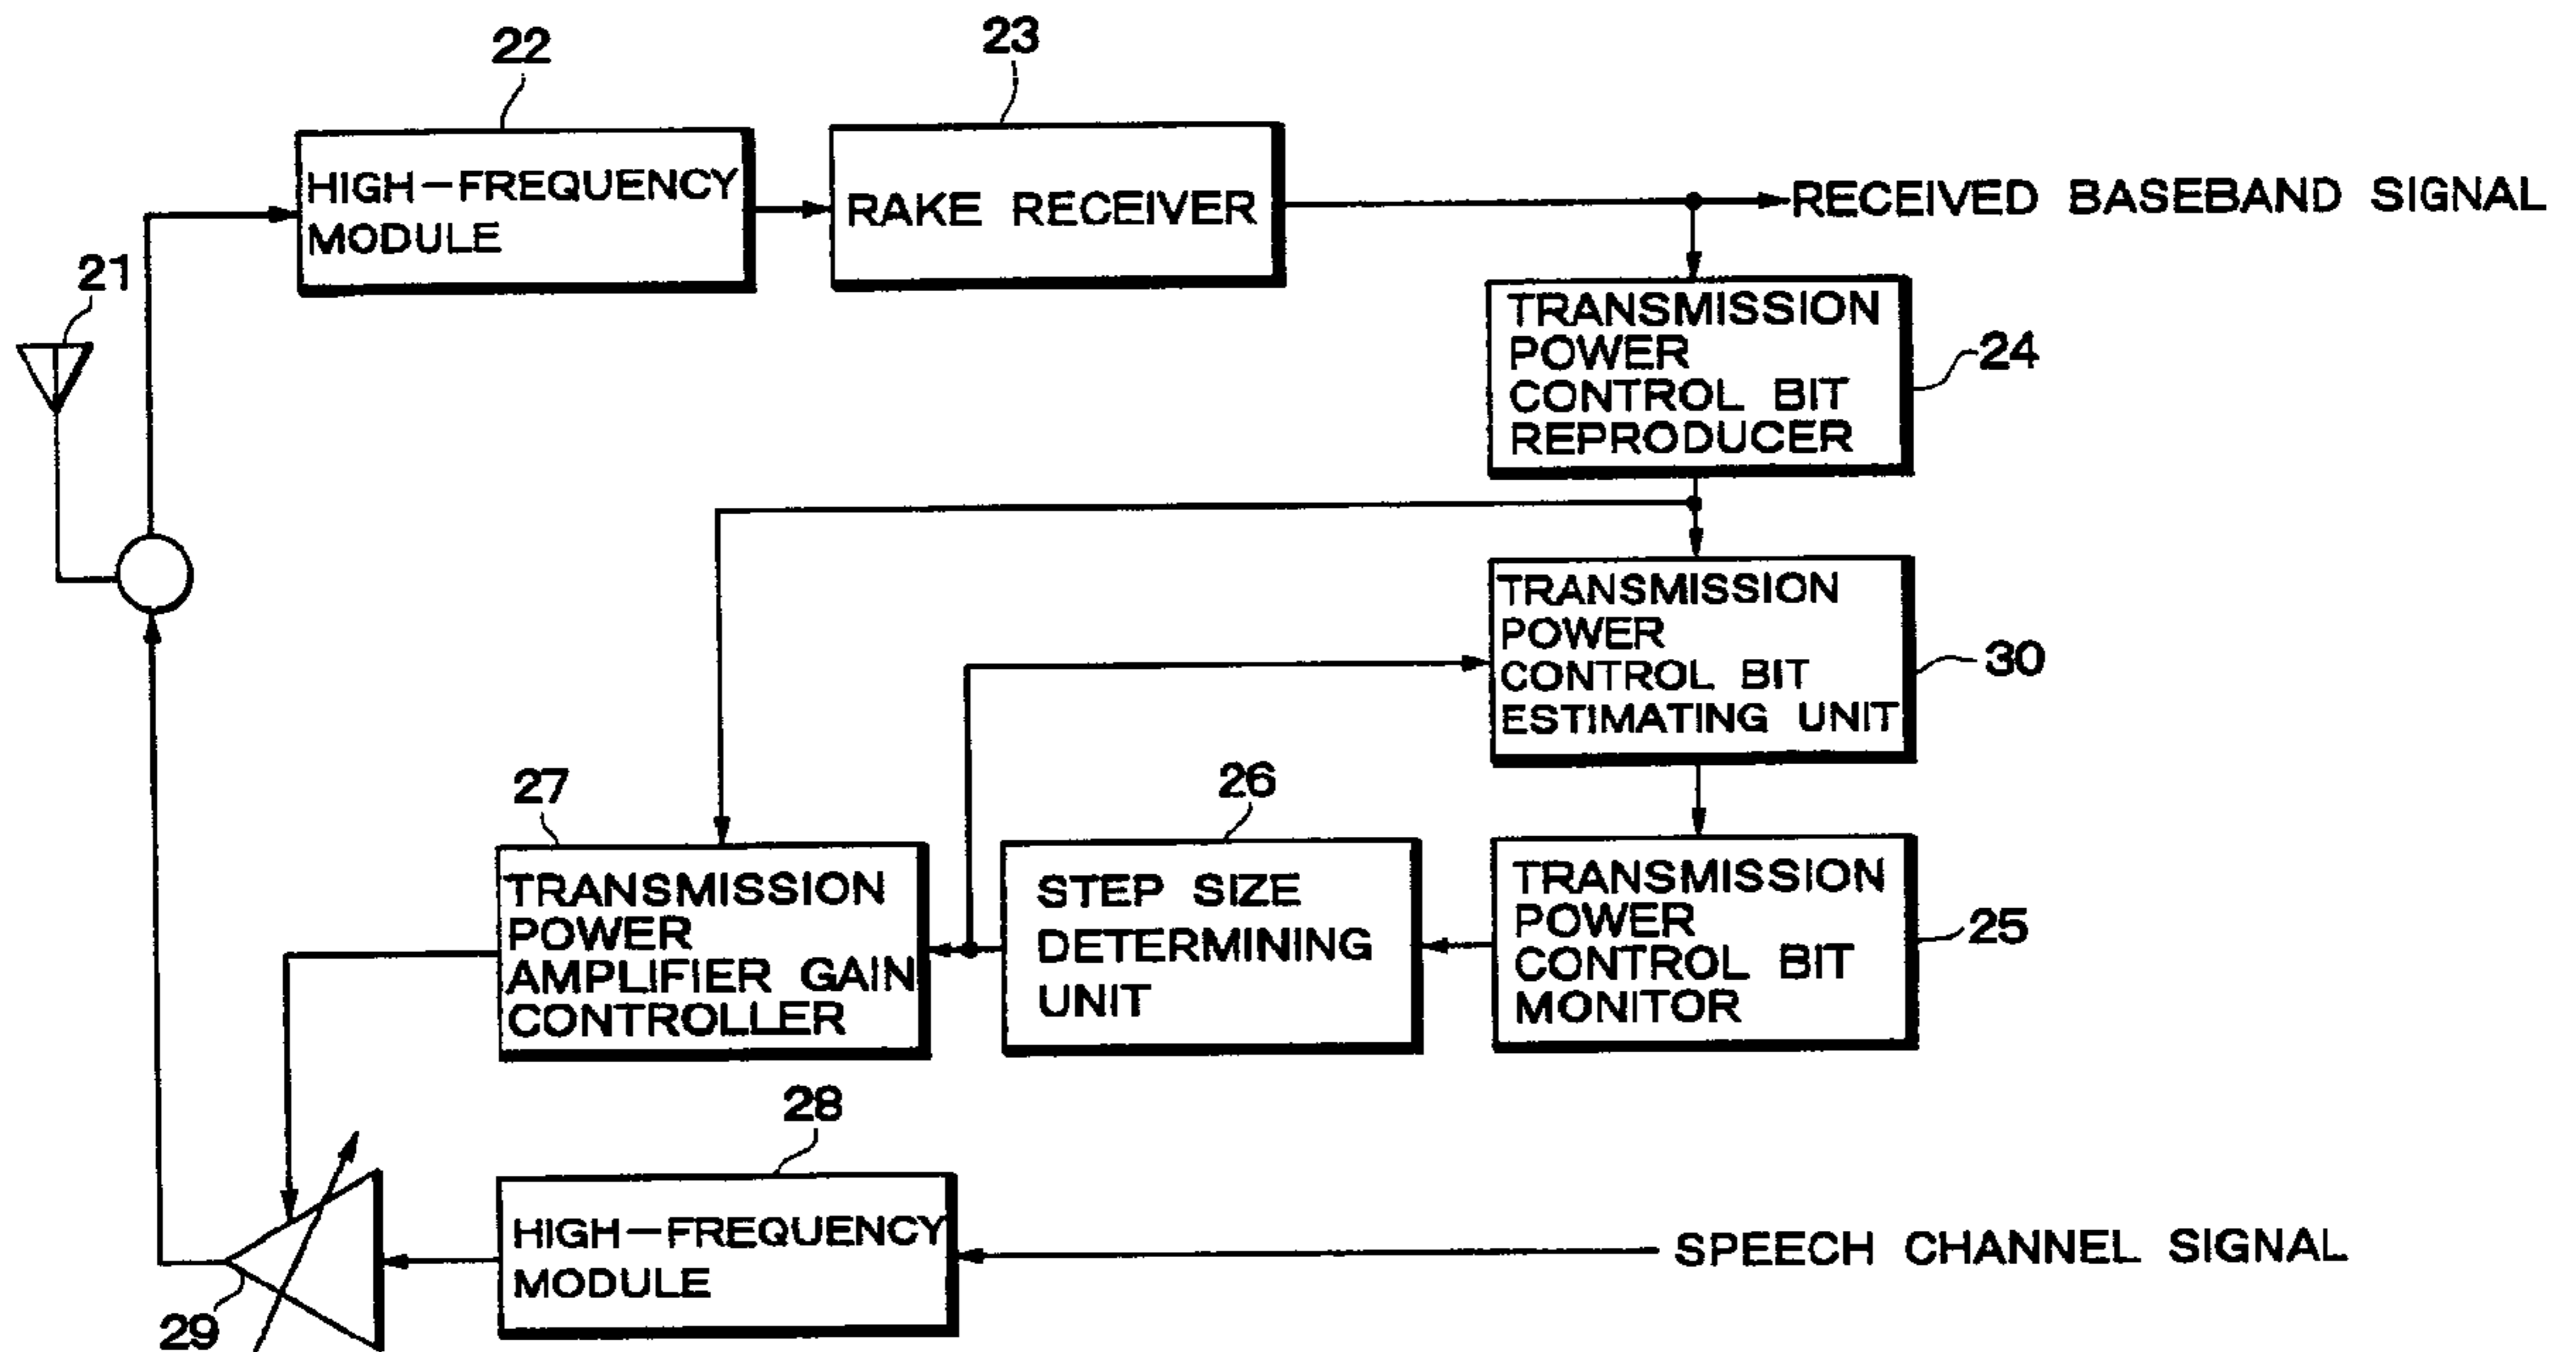 22
23
HIGH-FREQUENCY
MODULE
RAKE RECEIVER
RECEIVED BASEBAND SIGNAL
21
TRANSMISSION
POWER
CONTROL BIT
REPRODUCER
24
TRANSMISSION
POWER
CONTROL BIT
ESTIMATING UNIT
30
27
TRANSMISSION
POWER
AMPLIFIER GAIN
CONTROLLER
26
STEP SIZE
DETERMINING
UNIT
TRANSMISSION
POWER
CONTROL BIT
MONITOR
25
28
HIGH-FREQUENCY
MODULE
SPEECH CHANNEL SIGNAL
29